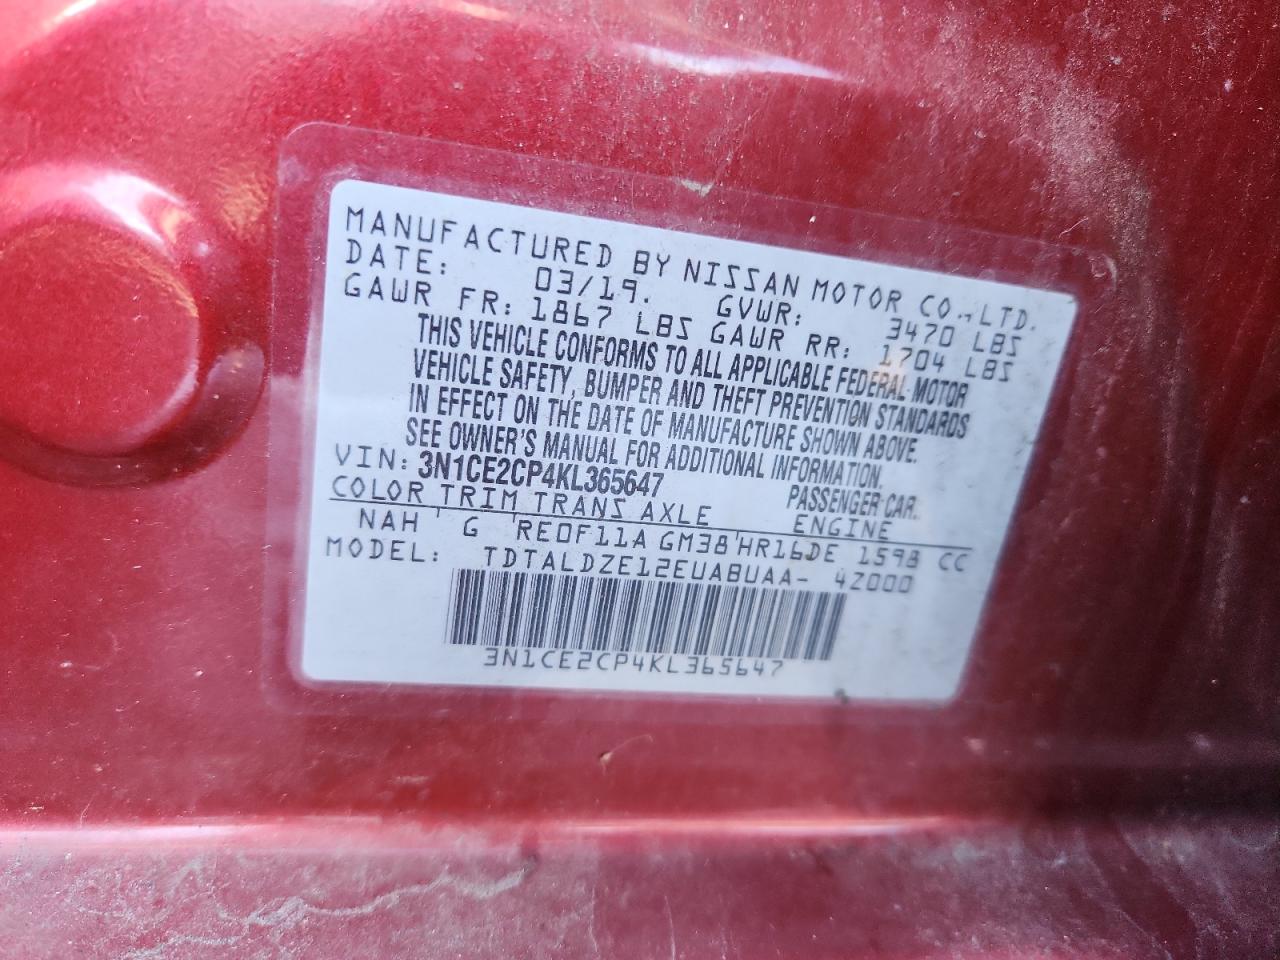 MANUFACTURED BY NISSAN MOTOR CO.,LTD.
DATE: 03/19. GVWR: 3470 LBS
GAWR FR: 1867 LBS GAWR RR: 1704 LBS
THIS VEHICLE CONFORMS TO ALL APPLICABLE FEDERAL MOTOR
VEHICLE SAFETY, BUMPER AND THEFT PREVENTION STANDARDS
IN EFFECT ON THE DATE OF MANUFACTURE SHOWN ABOVE.
SEE OWNER'S MANUAL FOR ADDITIONAL INFORMATION.
VIN: 3N1CE2CP4KL365647 PASSENGER CAR.
COLOR TRIM TRANS AXLE ENGINE
NAH G RE0F11A GM38 HR16DE 1598 CC
MODEL: TDTALDZE12EUABUAA- 4Z000
3N1CE2CP4KL365647